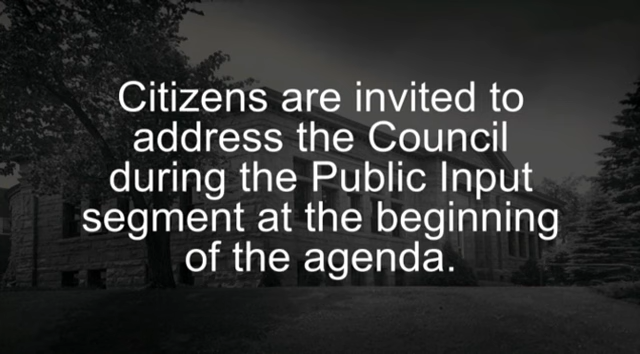 Citizens are invited to
address the Council
during the Public Input
segment at the beginning
of the agenda.